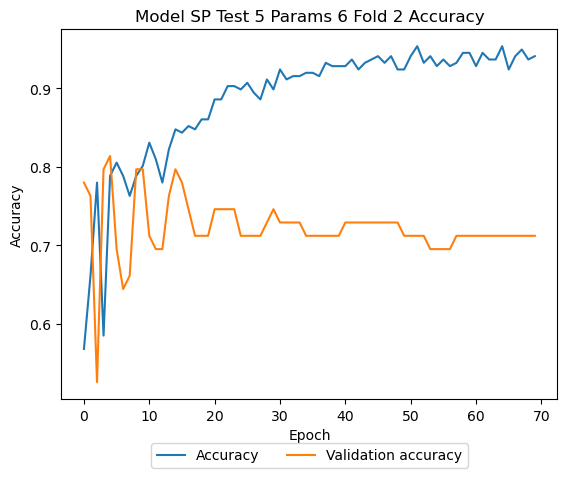 Model SP Test 5 Params 6 Fold 2 Accuracy
Accuracy
0.9
0.8
0.7
0.6
0 10 20 30 40 50 60 70
Epoch
Accuracy Validation accuracy